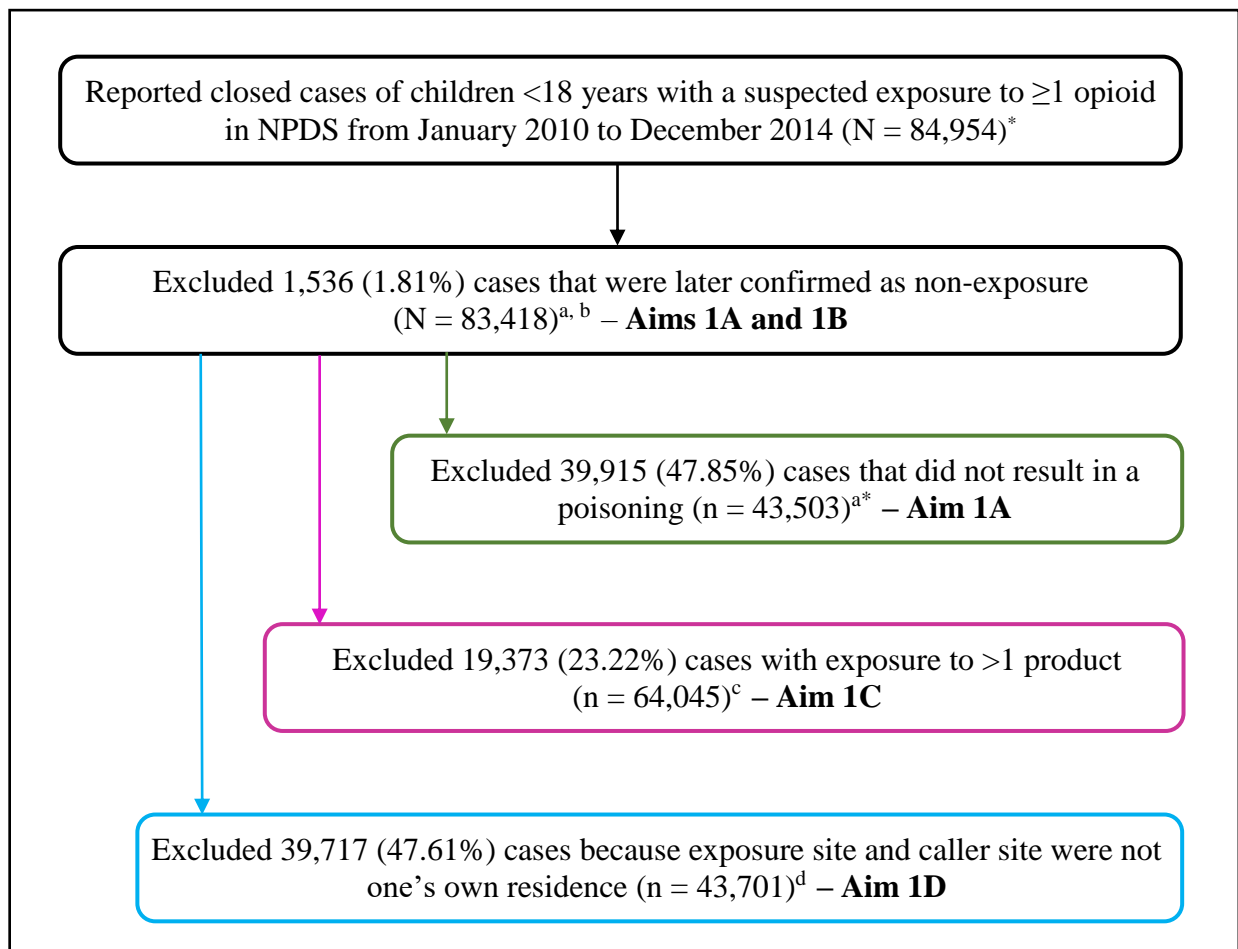 Reported closed cases of children <18 years with a suspected exposure to ≥1 opioid
in NPDS from January 2010 to December 2014 (N = 84,954)*
Excluded 1,536 (1.81%) cases that were later confirmed as non-exposure
(N = 83,418)a, b – Aims 1A and 1B
Excluded 39,915 (47.85%) cases that did not result in a
poisoning (n = 43,503)a* – Aim 1A
Excluded 19,373 (23.22%) cases with exposure to >1 product
(n = 64,045)c – Aim 1C
Excluded 39,717 (47.61%) cases because exposure site and caller site were not
one’s own residence (n = 43,701)d – Aim 1D